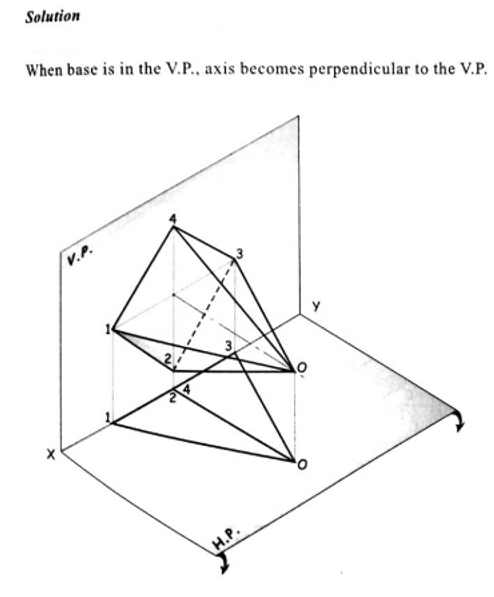 Solution
When base is in the V.P., axis becomes perpendicular to the V.P.
4
V.P.
3
Y
1
2
3
O
4
2
1
X
O
H.P.